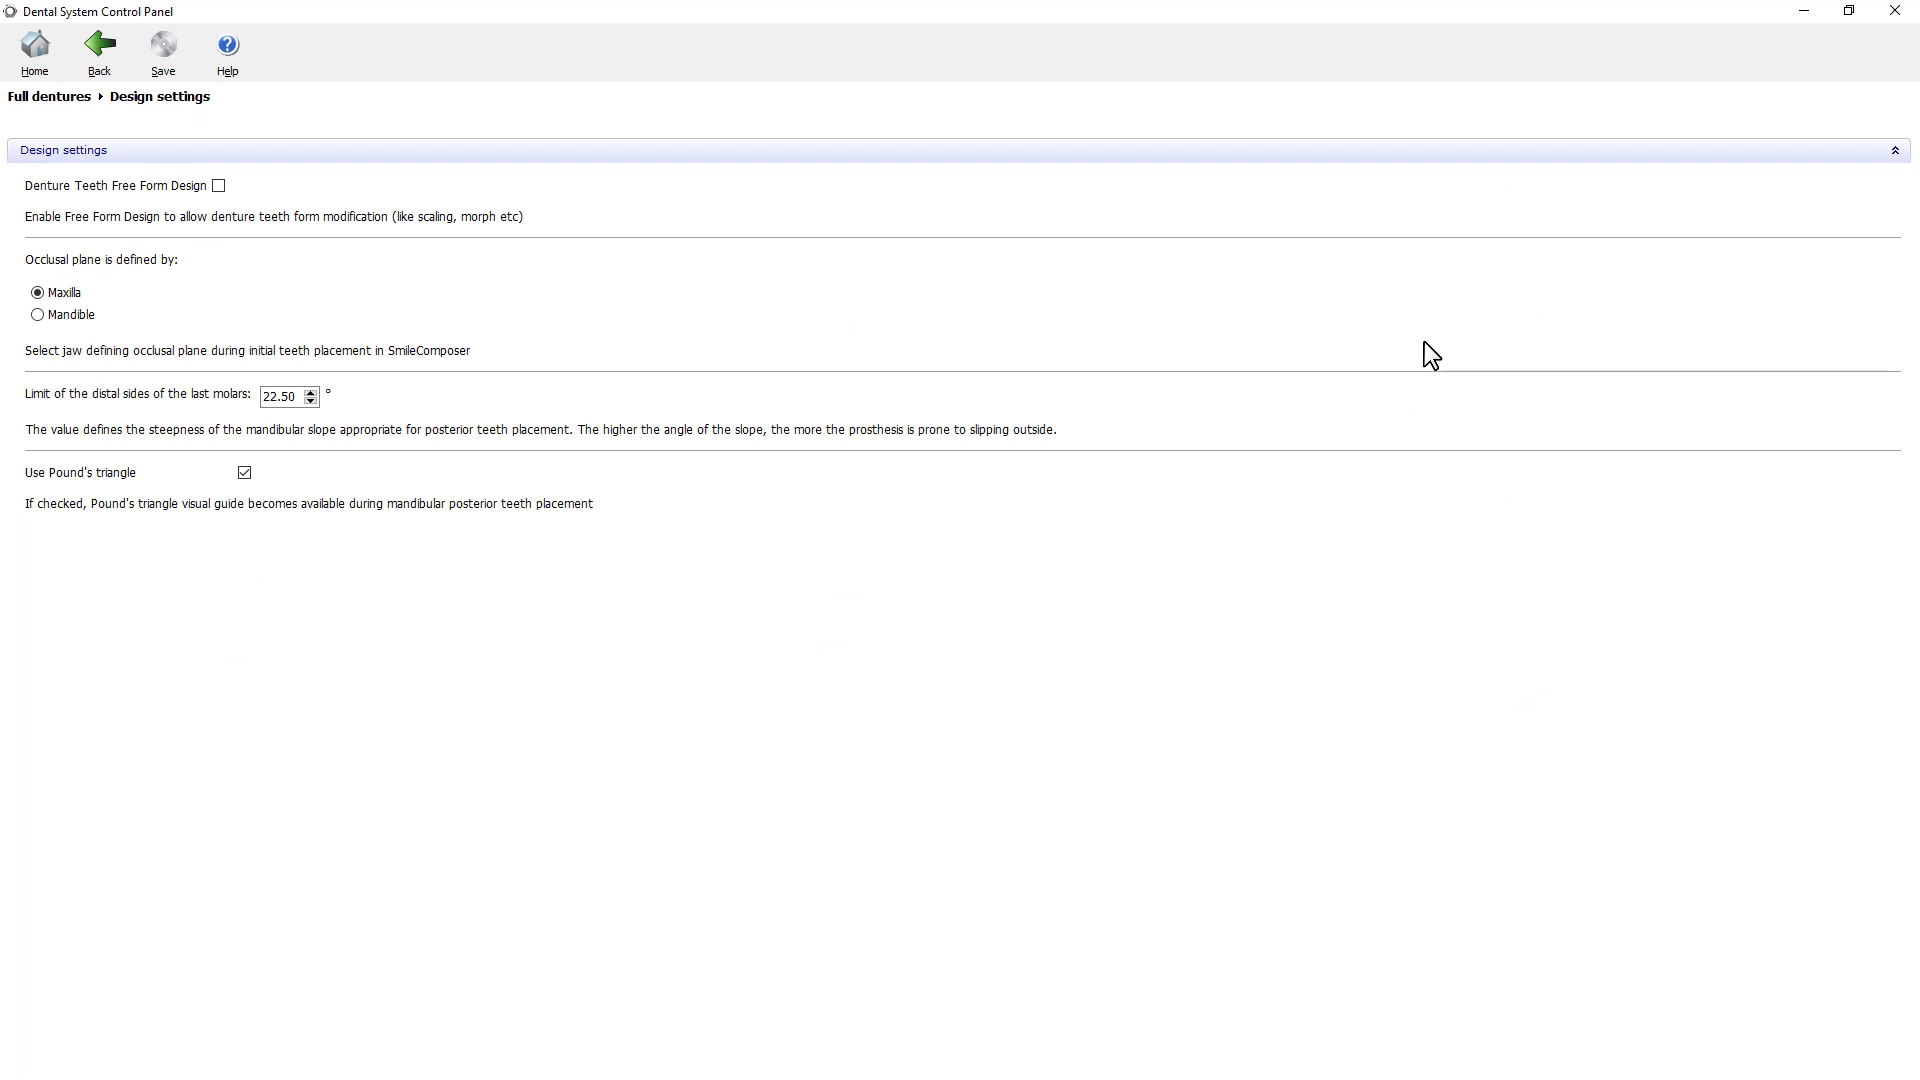 Dental System Control Panel
Home Back Save Help
Full dentures Design settings
Design settings
Denture Teeth Free Form Design
Enable Free Form Design to allow denture teeth form modification (like scaling, morph etc)
Occlusal plane is defined by:
Maxilla
Mandible
Select jaw defining occlusal plane during initial teeth placement in SmileComposer
Limit of the distal sides of the last molars: 22.50 °
The value defines the steepness of the mandibular slope appropriate for posterior teeth placement. The higher the angle of the slope, the more the prosthesis is prone to slipping outside.
Use Pound's triangle
If checked, Pound's triangle visual guide becomes available during mandibular posterior teeth placement